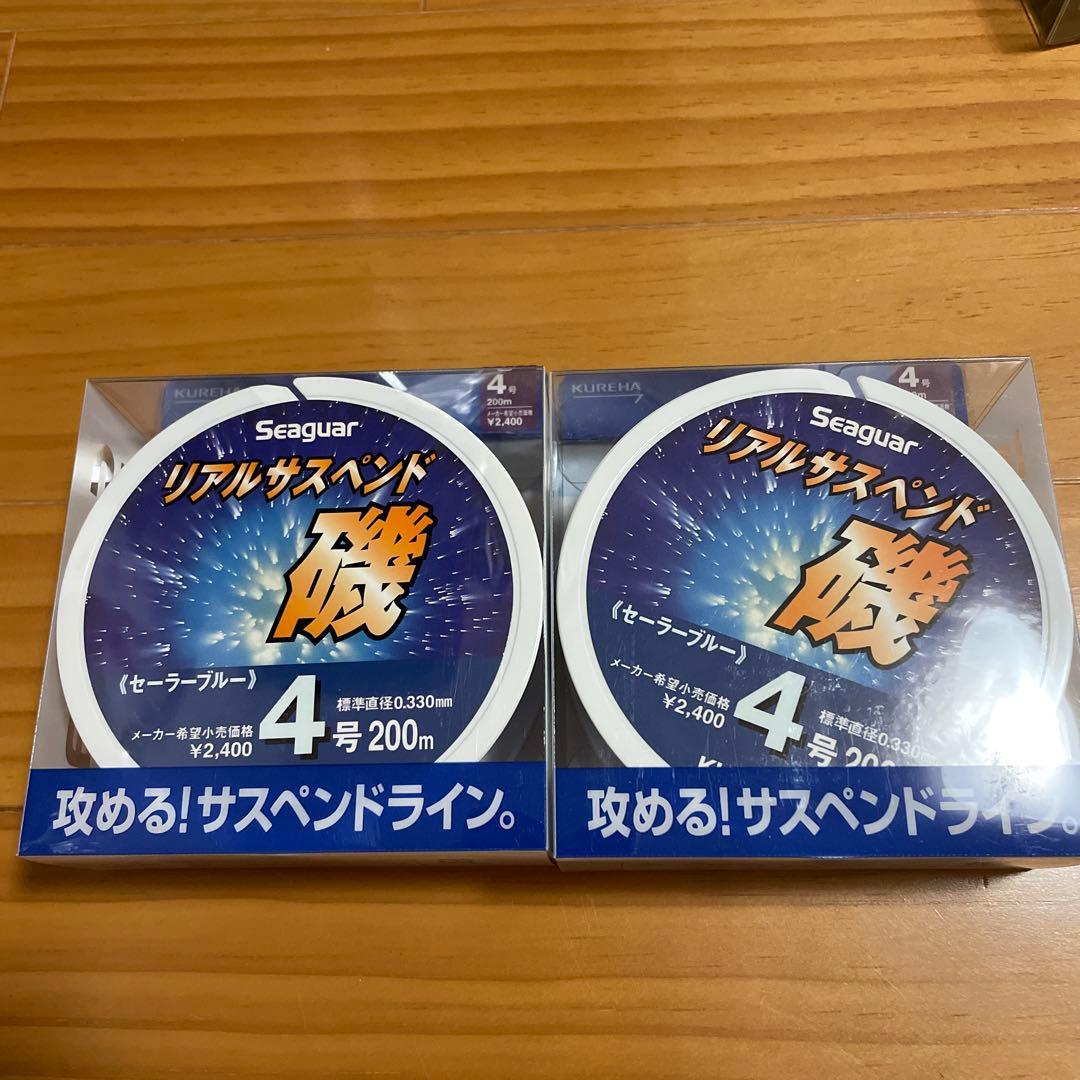 KUREHA
4号
200m
メーカー希望小売価格
¥2,400
Seaguar
リアルサスペンド
磯
《セーラーブルー》
標準直径0.330mm
メーカー希望小売価格
¥2,400
4号200m
攻める!サスペンドライン。
KUREHA
4号
Seaguar
リアルサスペンド
磯
《セーラーブルー》
メーカー希望小売価格
¥2,400
標準直径0.330mm
4号
攻める!サスペンドライン。